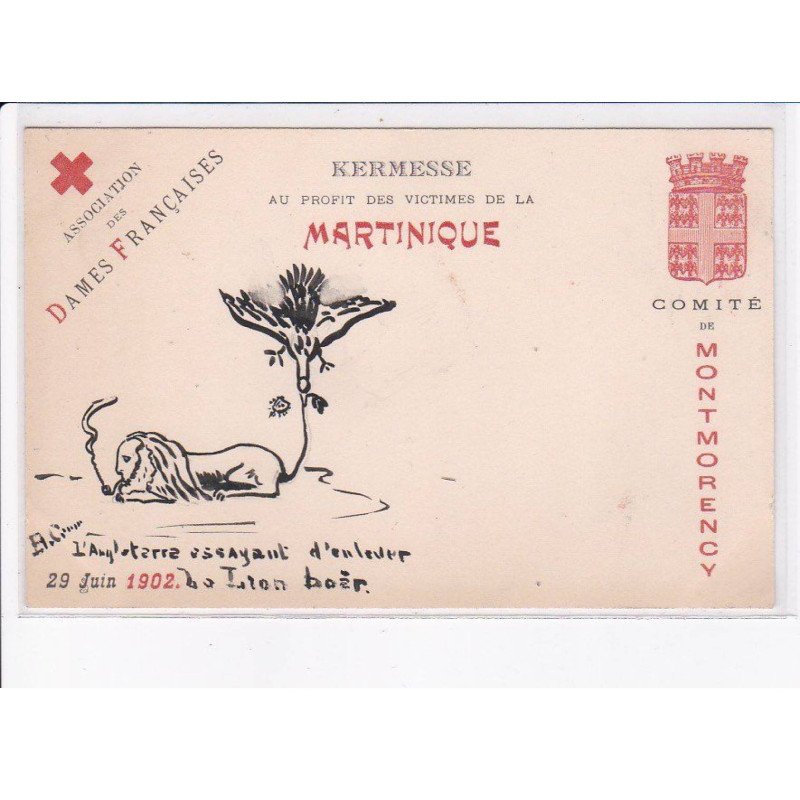 ASSOCIATION
DES
DAMES FRANÇAISES
KERMESSE
AU PROFIT DES VICTIMES DE LA
MARTINIQUE
COMITÉ
DE
MONTMORENCY
L'Angleterre essayant d'enlever
29 Juin 1902. Le Lion boër.